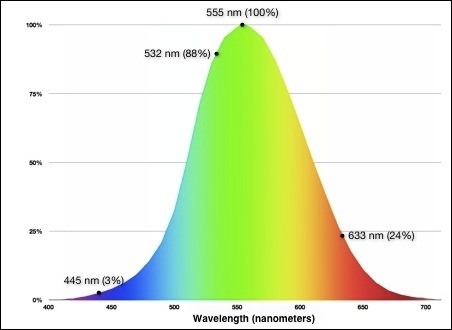 555 nm (100%)
100%
532 nm (88%)
75%
50%
25%
633 nm (24%)
445 nm (3%)
0%
400 450 500 550 600 650 700
Wavelength (nanometers)